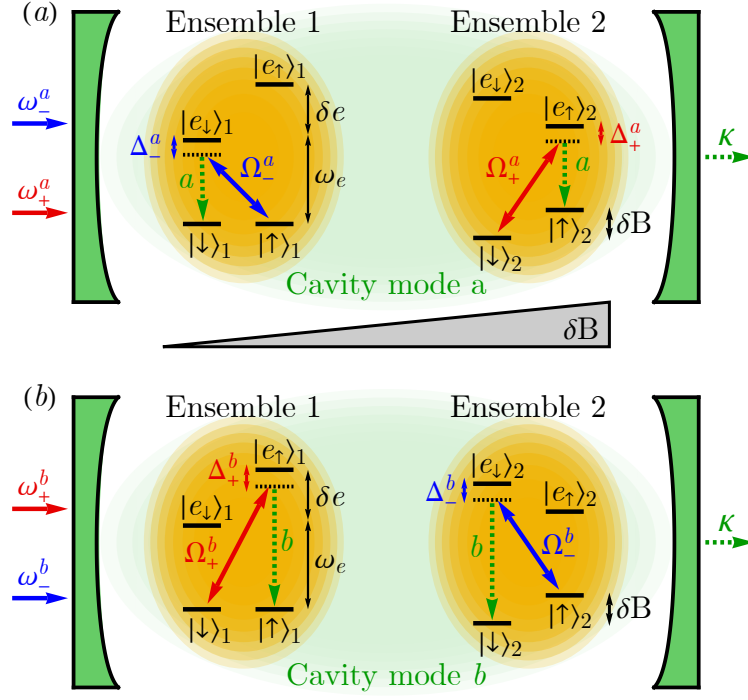 (a)
Ensemble 1
Ensemble 2
ω₋ᵃ
ω₊ᵃ
|e↑⟩₁
|e↓⟩₁
Δ₋ᵃ
δe
a
Ω₋ᵃ
ωₑ
|↓⟩₁
|↑⟩₁
|e↓⟩₂
|e↑⟩₂
Δ₊ᵃ
Ω₊ᵃ
a
|↓⟩₂
|↑⟩₂
δB
κ
Cavity mode a
δB
(b)
Ensemble 1
Ensemble 2
ω₊ᵇ
ω₋ᵇ
|e↑⟩₁
Δ₊ᵇ
|e↓⟩₁
δe
Ω₊ᵇ
b
ωₑ
|↓⟩₁
|↑⟩₁
|e↓⟩₂
Δ₋ᵇ
|e↑⟩₂
b
Ω₋ᵇ
|↓⟩₂
|↑⟩₂
δB
κ
Cavity mode b